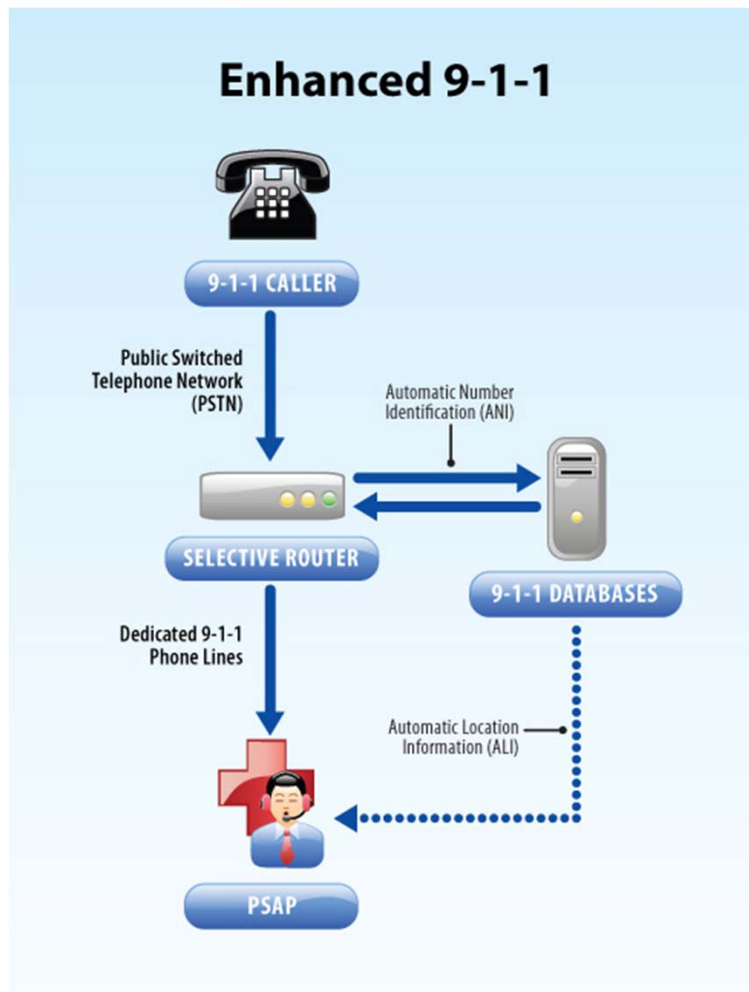 Enhanced 9-1-1
9-1-1 CALLER
Public Switched
Telephone Network
(PSTN)
Automatic Number
Identification (ANI)
SELECTIVE ROUTER
9-1-1 DATABASES
Dedicated 9-1-1
Phone Lines
Automatic Location
Information (ALI)
PSAP